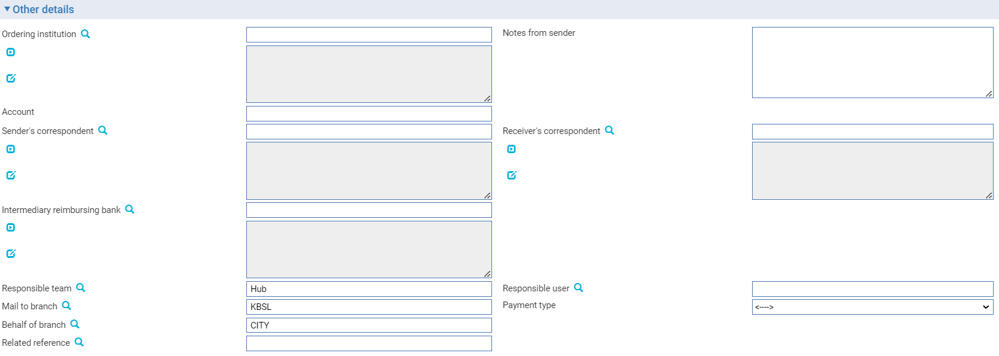 Other details
Ordering institution
Notes from sender
Account
Sender's correspondent
Receiver's correspondent
Intermediary reimbursing bank
Responsible team
Hub
Responsible user
Mail to branch
KBSL
Payment type
<---->
Behalf of branch
CITY
Related reference